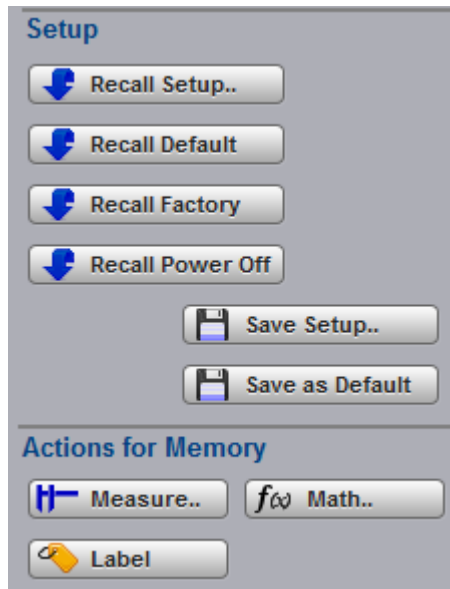 Setup
Recall Setup..
Recall Default
Recall Factory
Recall Power Off
Save Setup..
Save as Default
Actions for Memory
Measure.. f(x) Math..
Label